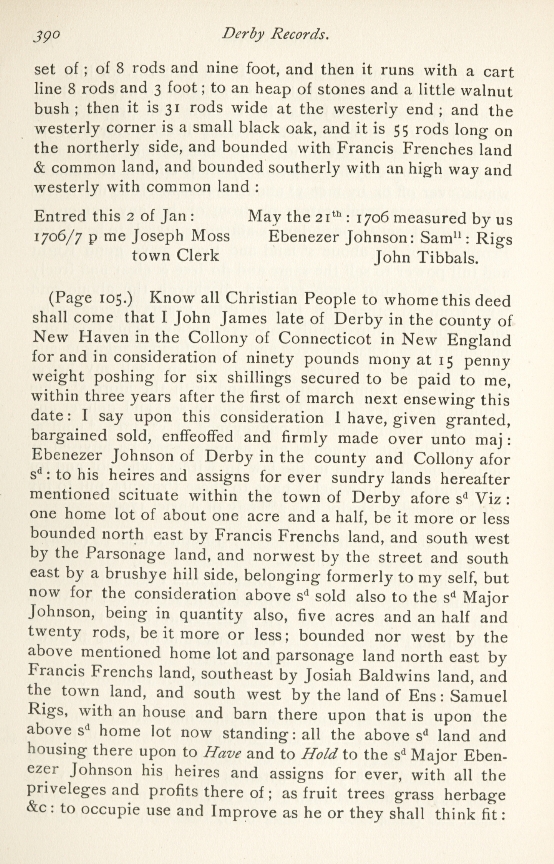 390 Derby Records.
set of ; of 8 rods and nine foot, and then it runs with a cart
line 8 rods and 3 foot ; to an heap of stones and a little walnut
bush ; then it is 31 rods wide at the westerly end ; and the
westerly corner is a small black oak, and it is 55 rods long on
the northerly side, and bounded with Francis Frenches land
& common land, and bounded southerly with an high way and
westerly with common land :
Entred this 2 of Jan : May the 21th : 1706 measured by us
1706/7 p me Joseph Moss Ebenezer Johnson : Samll : Rigs
town Clerk John Tibbals.
(Page 105.) Know all Christian People to whome this deed
shall come that I John James late of Derby in the county of
New Haven in the Collony of Connecticot in New England
for and in consideration of ninety pounds mony at 15 penny
weight poshing for six shillings secured to be paid to me,
within three years after the first of march next ensewing this
date : I say upon this consideration I have, given granted,
bargained sold, enffeoffed and firmly made over unto maj :
Ebenezer Johnson of Derby in the county and Collony afor
sd : to his heires and assigns for ever sundry lands hereafter
mentioned scituate within the town of Derby afore sd Viz :
one home lot of about one acre and a half, be it more or less
bounded north east by Francis Frenchs land, and south west
by the Parsonage land, and norwest by the street and south
east by a brushye hill side, belonging formerly to my self, but
now for the consideration above sd sold also to the sd Major
Johnson, being in quantity also, five acres and an half and
twenty rods, be it more or less ; bounded nor west by the
above mentioned home lot and parsonage land north east by
Francis Frenchs land, southeast by Josiah Baldwins land, and
the town land, and south west by the land of Ens : Samuel
Rigs, with an house and barn there upon that is upon the
above sd home lot now standing : all the above sd land and
housing there upon to Have and to Hold to the sd Major Eben-
ezer Johnson his heires and assigns for ever, with all the
priveleges and profits there of ; as fruit trees grass herbage
&c : to occupie use and Improve as he or they shall think fit :